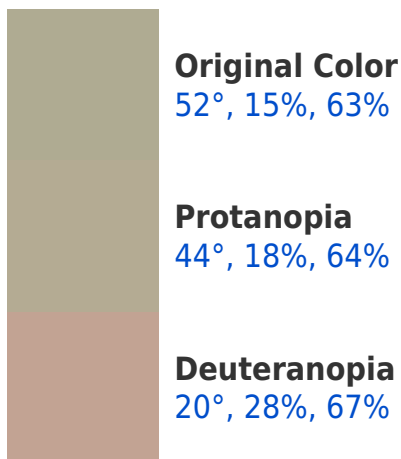 Original Color
52°, 15%, 63%
Protanopia
44°, 18%, 64%
Deuteranopia
20°, 28%, 67%